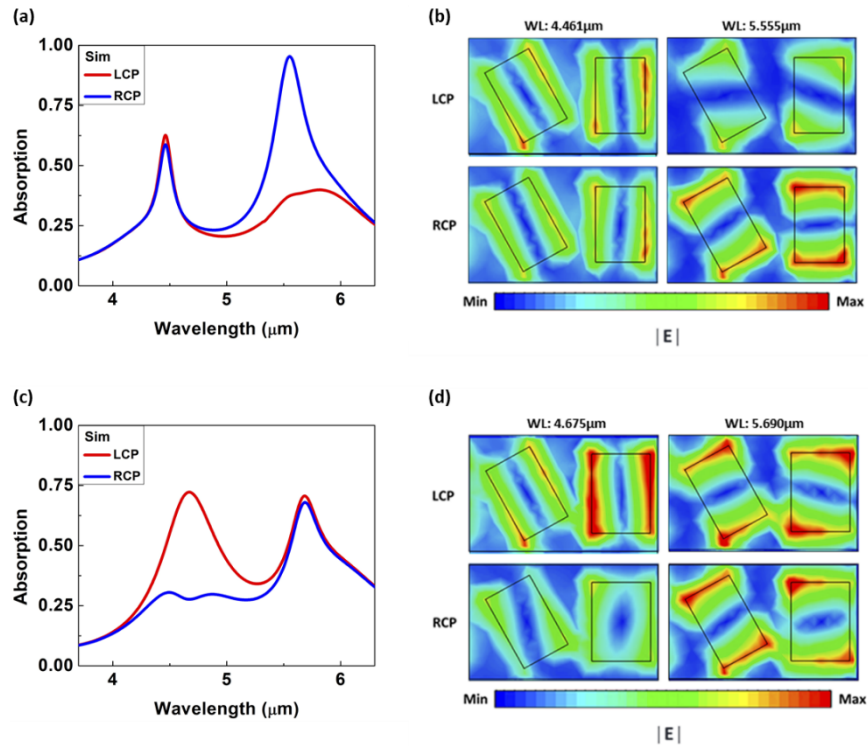 (a)
Sim
LCP
RCP
1.00
0.75
0.50
0.25
0.00
Absorption
4
5
6
Wavelength (μm)
(b)
WL: 4.461μm
WL: 5.555μm
LCP
RCP
Min
Max
|E|
(c)
Sim
LCP
RCP
1.00
0.75
0.50
0.25
0.00
Absorption
4
5
6
Wavelength (μm)
(d)
WL: 4.675μm
WL: 5.690μm
LCP
RCP
Min
Max
|E|